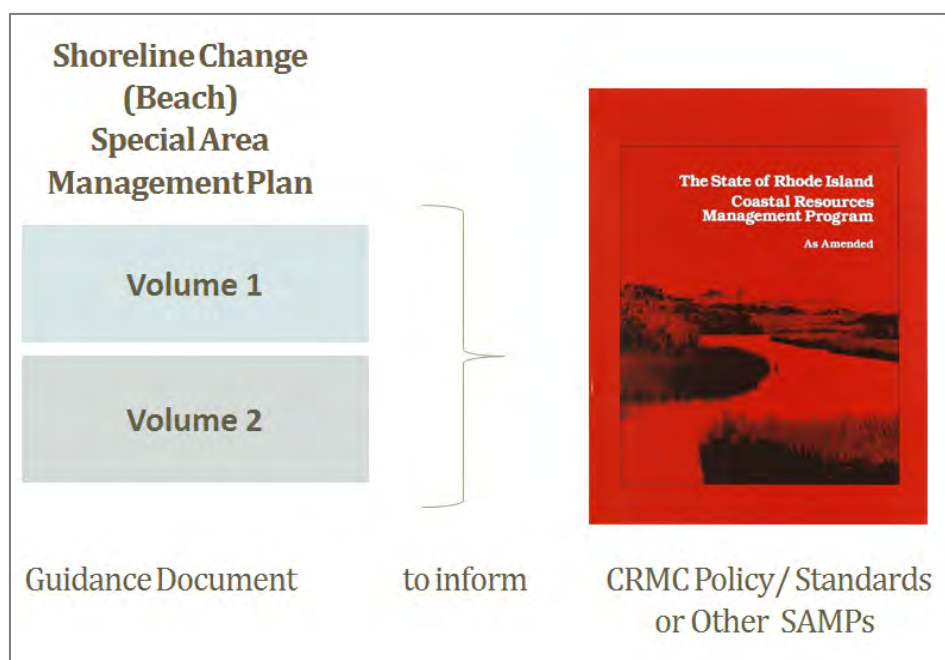 Shoreline Change
(Beach)
Special Area
Management Plan
Volume 1
Volume 2
The State of Rhode Island
Coastal Resources
Management Program
As Amended
Guidance Document
to inform
CRMC Policy/ Standards
or Other SAMPs